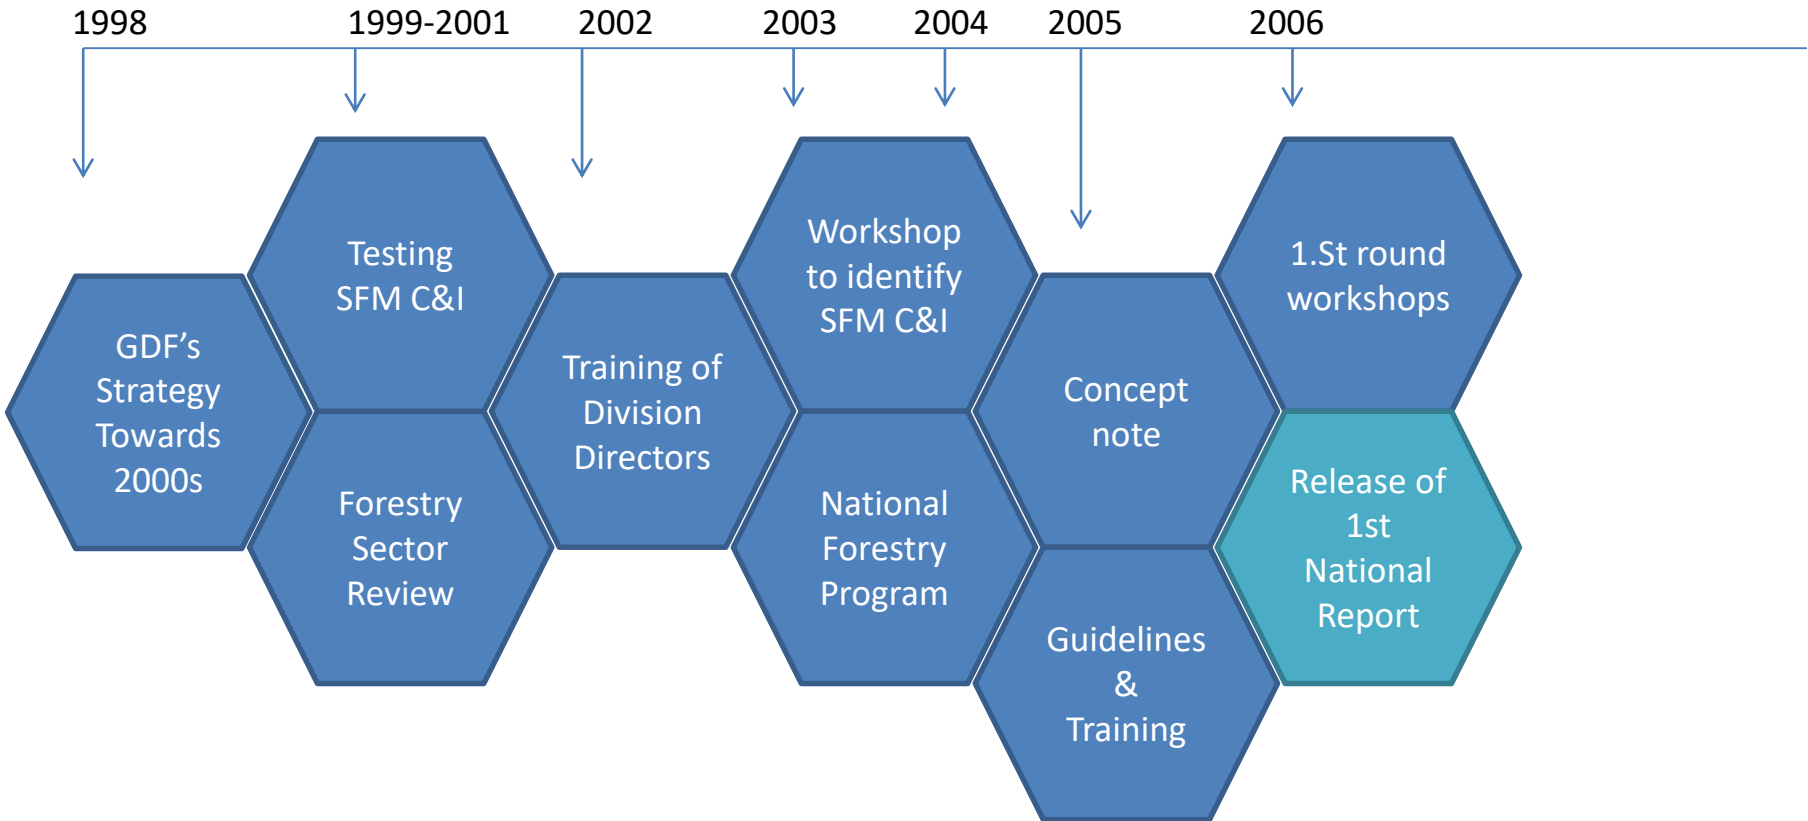 1998 1999-2001 2002 2003 2004 2005 2006
GDF’s
Strategy
Towards
2000s
Testing
SFM C&I
Forestry
Sector
Review
Training of
Division
Directors
Workshop
to identify
SFM C&I
National
Forestry
Program
Concept
note
Guidelines
&
Training
1.St round
workshops
Release of
1st
National
Report